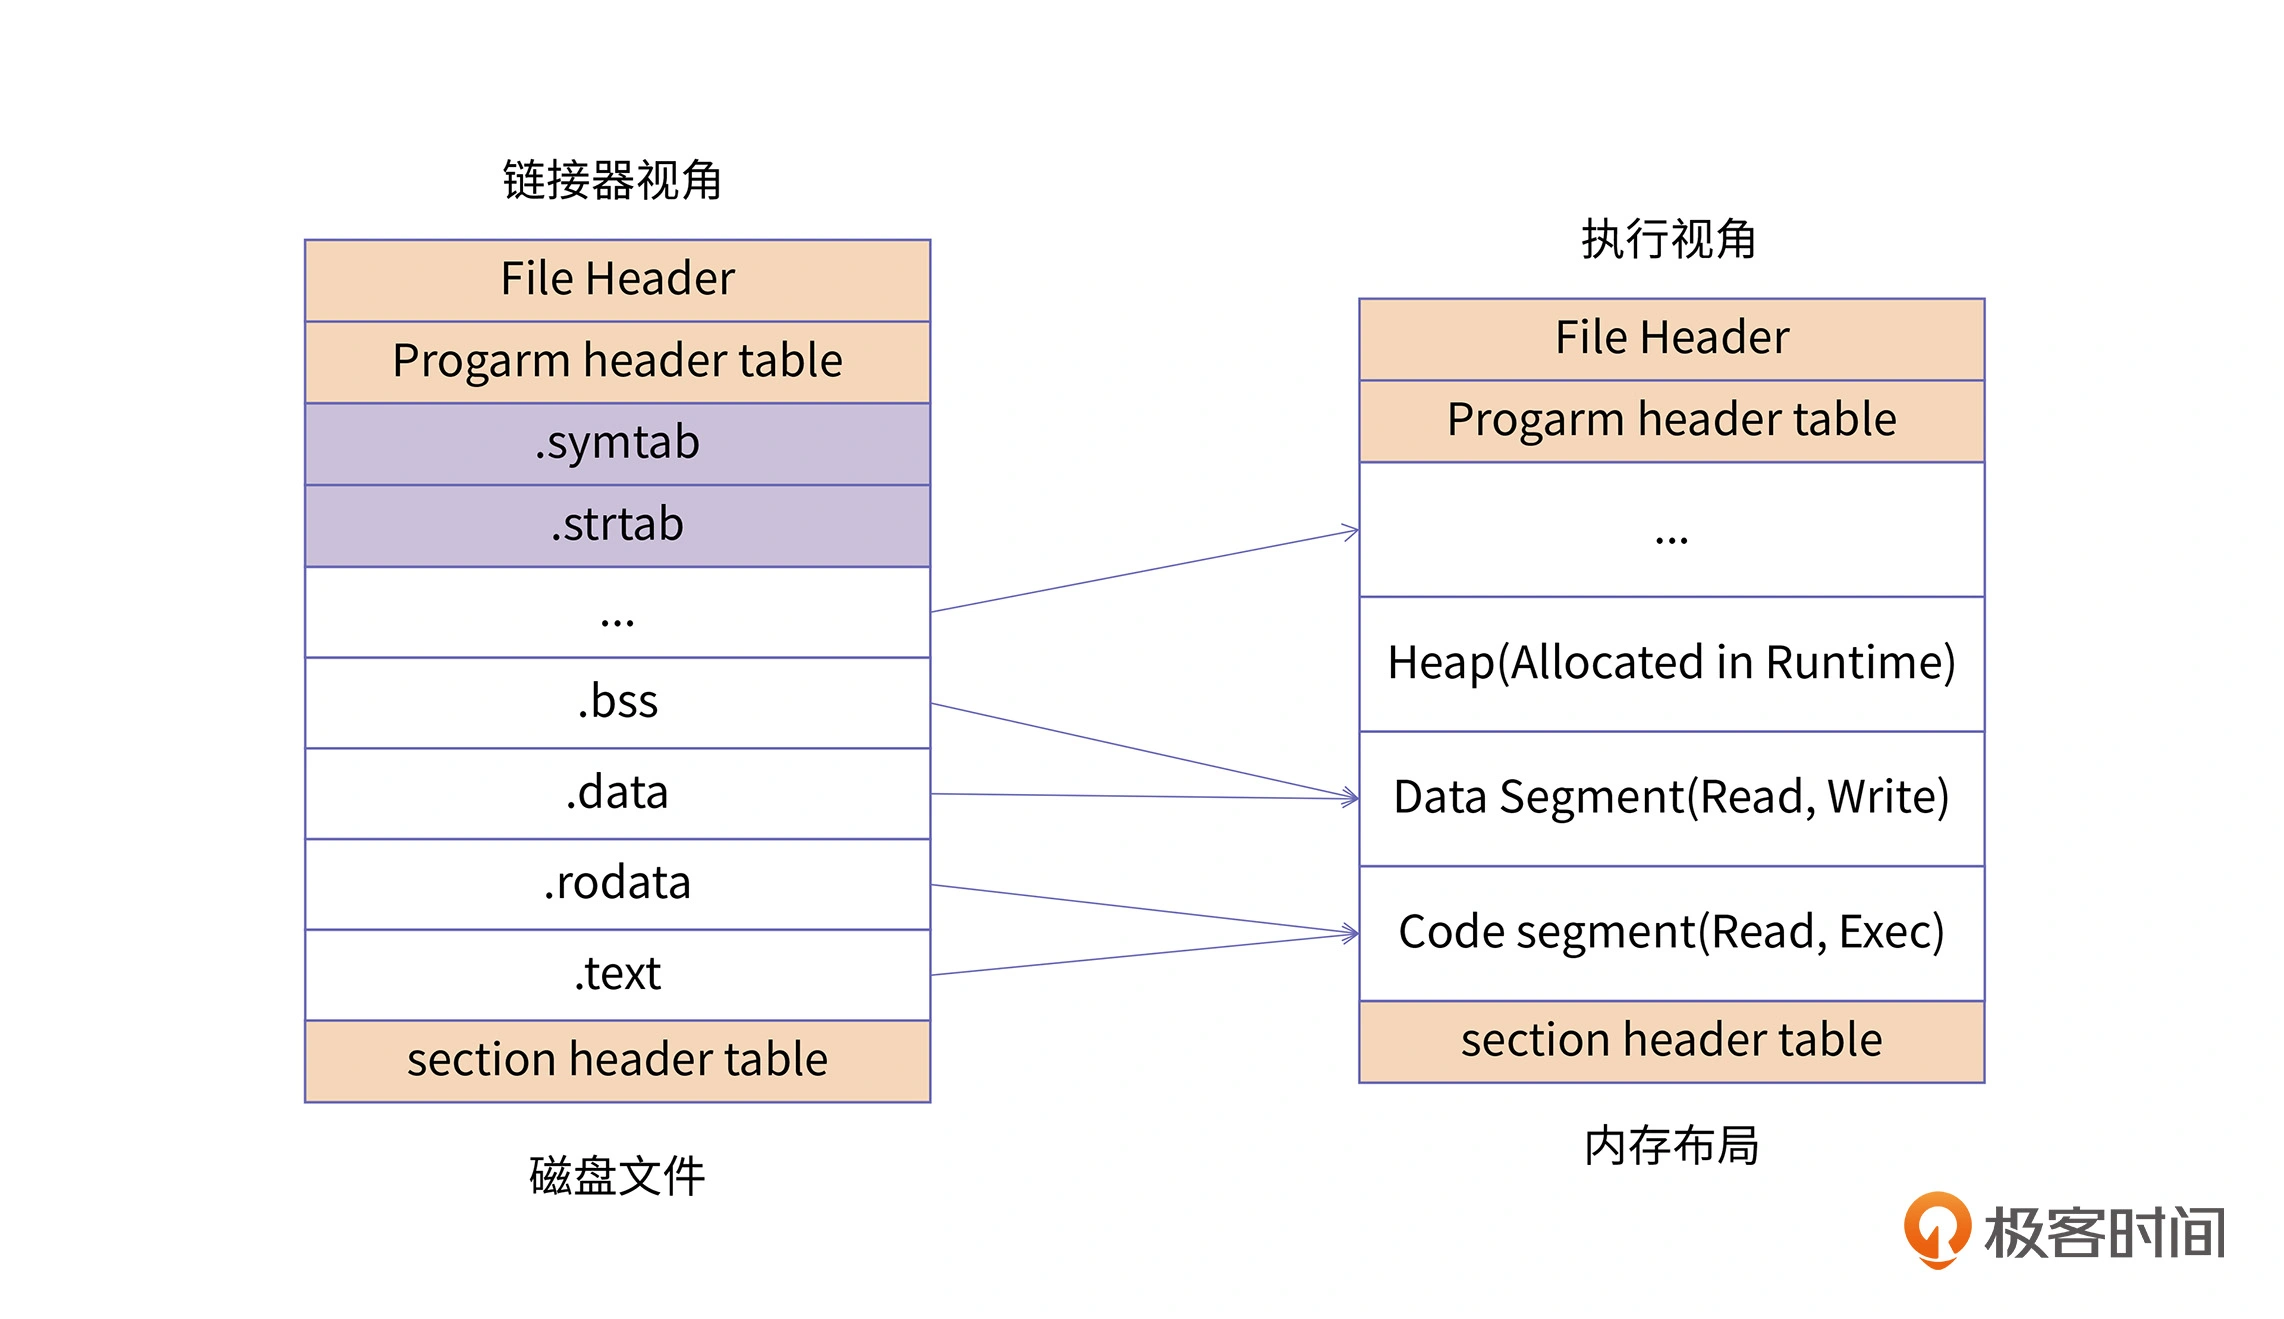 链接器视角
File Header
Progarm header table
.symtab
.strtab
...
.bss
.data
.rodata
.text
section header table
磁盘文件
执行视角
File Header
Progarm header table
...
Heap(Allocated in Runtime)
Data Segment(Read, Write)
Code segment(Read, Exec)
section header table
内存布局
极客时间